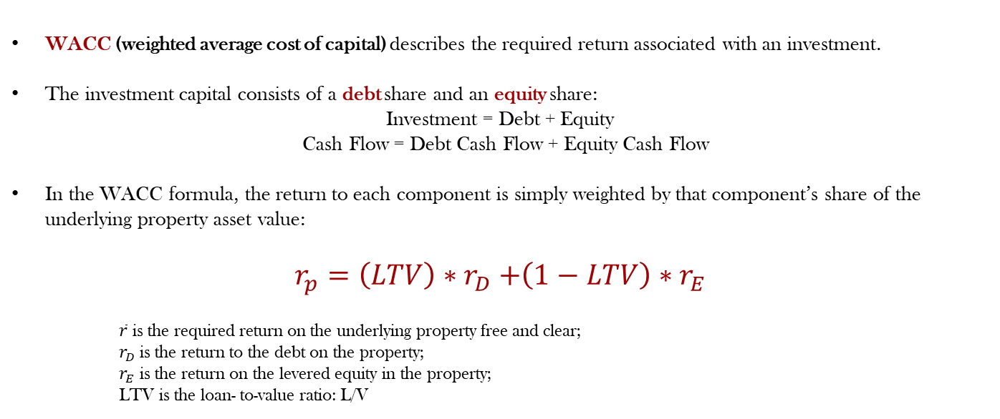 • WACC (weighted average cost of capital) describes the required return associated with an investment.
• The investment capital consists of a debt share and an equity share:
Investment = Debt + Equity
Cash Flow = Debt Cash Flow + Equity Cash Flow
• In the WACC formula, the return to each component is simply weighted by that component’s share of the
underlying property asset value:
r_p = (LTV) * r_D +(1 − LTV) * r_E
r is the required return on the underlying property free and clear;
r_D is the return to the debt on the property;
r_E is the return on the levered equity in the property;
LTV is the loan- to-value ratio: L/V